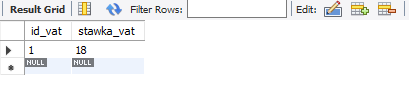 Result Grid Filter Rows: Edit:
id_vat stawka_vat
1 18
NULL NULL